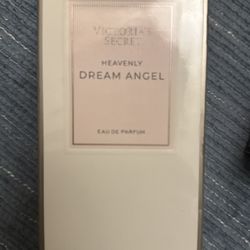 VICTORIA'S
SECRET
HEAVENLY
DREAM ANGEL
EAU DE PARFUM